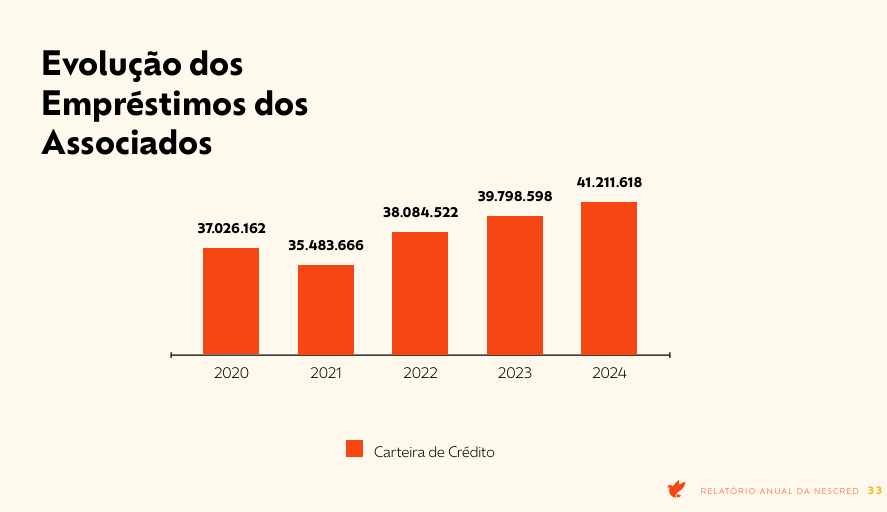 Evolução dos
Empréstimos dos
Associados
37.026.162
35.483.666
38.084.522
39.798.598
41.211.618
2020
2021
2022
2023
2024
Carteira de Crédito
RELATÓRIO ANUAL DA NESCRED 33